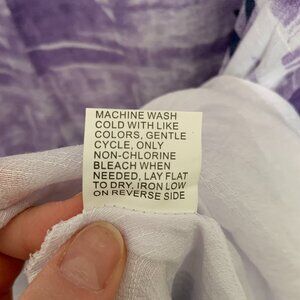 MACHINE WASH
COLD WITH LIKE
COLORS, GENTLE
CYCLE, ONLY
NON-CHLORINE
BLEACH WHEN
NEEDED, LAY FLAT
TO DRY, IRON LOW
ON REVERSE SIDE